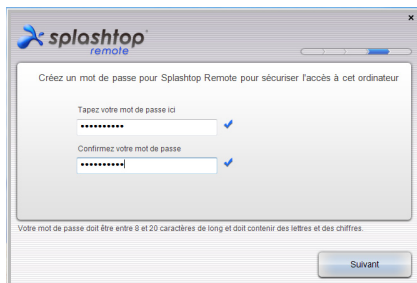 splashtop
remote
Créez un mot de passe pour Splashtop Remote pour sécuriser l'accès à cet ordinateur
Tapez votre mot de passe ici
••••••••••
Confirmez votre mot de passe
••••••••••
Votre mot de passe doit être entre 8 et 20 caractères de long et doit contenir des lettres et des chiffres.
Suivant